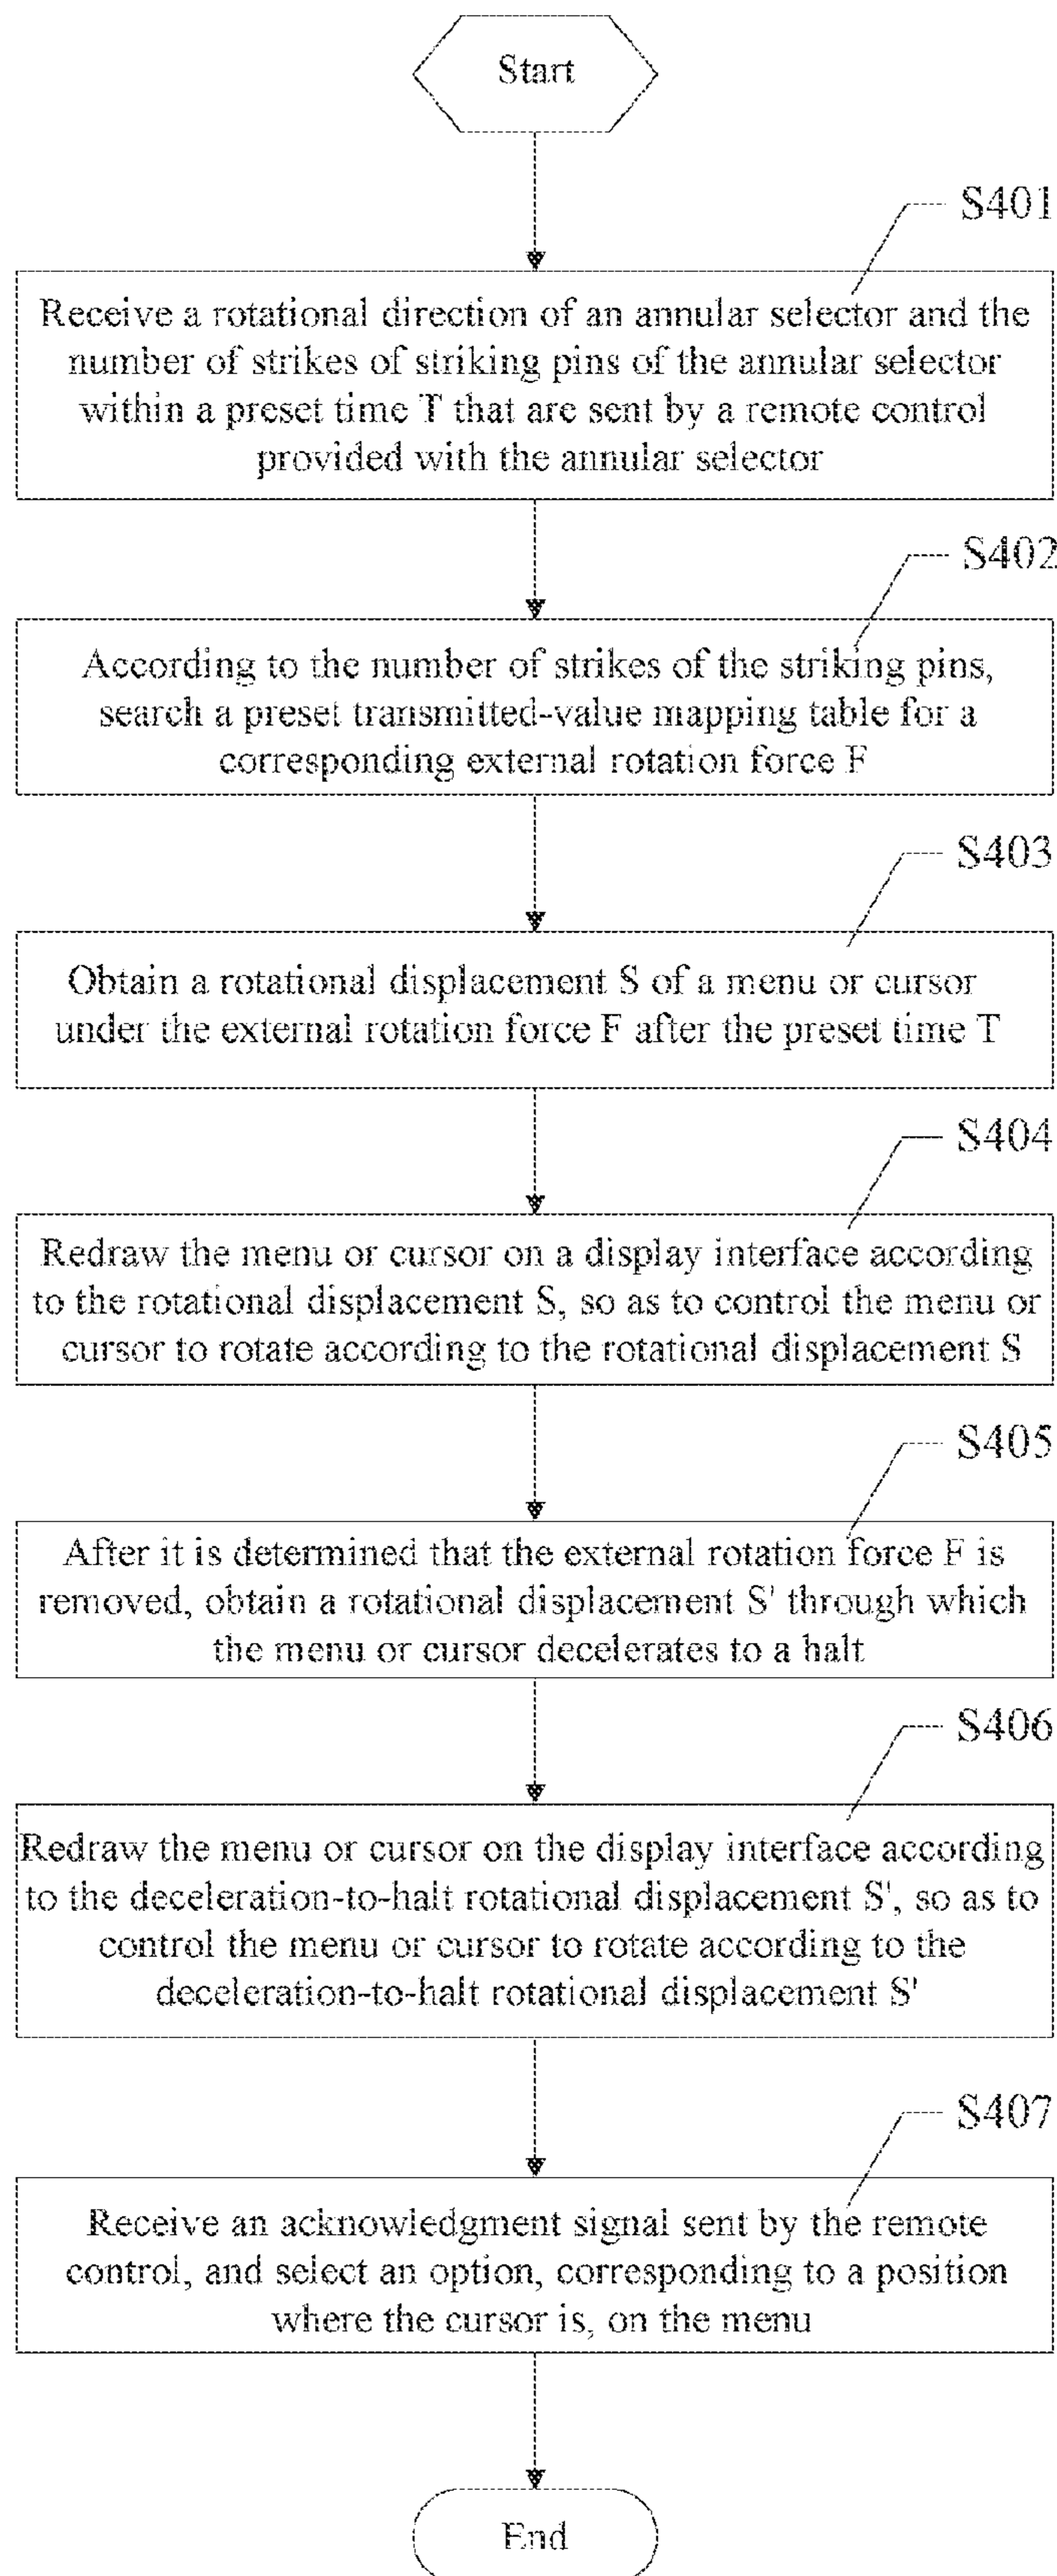 Start
S401
Receive a rotational direction of an annular selector and the
number of strikes of striking pins of the annular selector
within a preset time T that are sent by a remote control
provided with the annular selector
S402
According to the number of strikes of the striking pins,
search a preset transmitted-value mapping table for a
corresponding external rotation force F
S403
Obtain a rotational displacement S of a menu or cursor
under the external rotation force F after the preset time T
S404
Redraw the menu or cursor on a display interface according
to the rotational displacement S, so as to control the menu or
cursor to rotate according to the rotational displacement S
S405
After it is determined that the external rotation force F is
removed, obtain a rotational displacement S' through which
the menu or cursor decelerates to a halt
S406
Redraw the menu or cursor on the display interface according
to the deceleration-to-halt rotational displacement S', so as to
control the menu or cursor to rotate according to the
deceleration-to-halt rotational displacement S'
S407
Receive an acknowledgment signal sent by the remote
control, and select an option, corresponding to a position
where the cursor is, on the menu
End